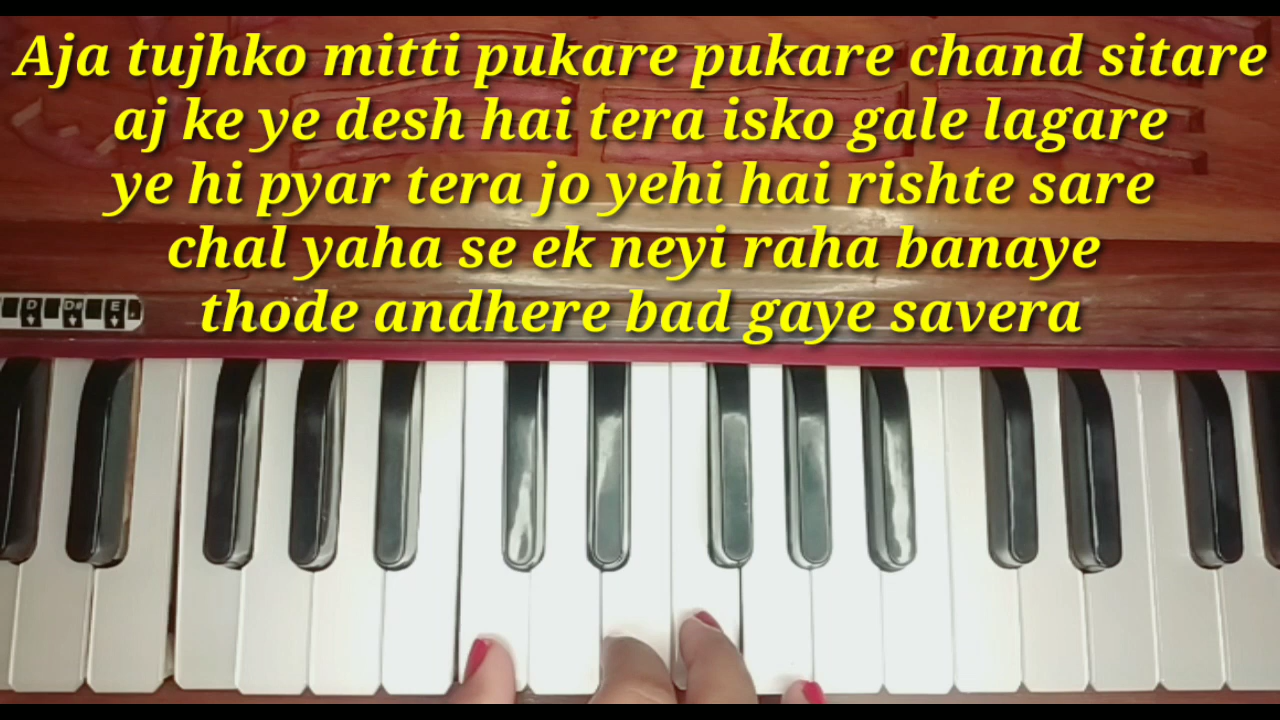 Aja tujhko mitti pukare pukare chand sitare
aj ke ye desh hai tera isko gale lagare
ye hi pyar tera jo yehi hai rishte sare
chal yaha se ek neyi raha banaye
thode andhere bad gaye savera
D D# E